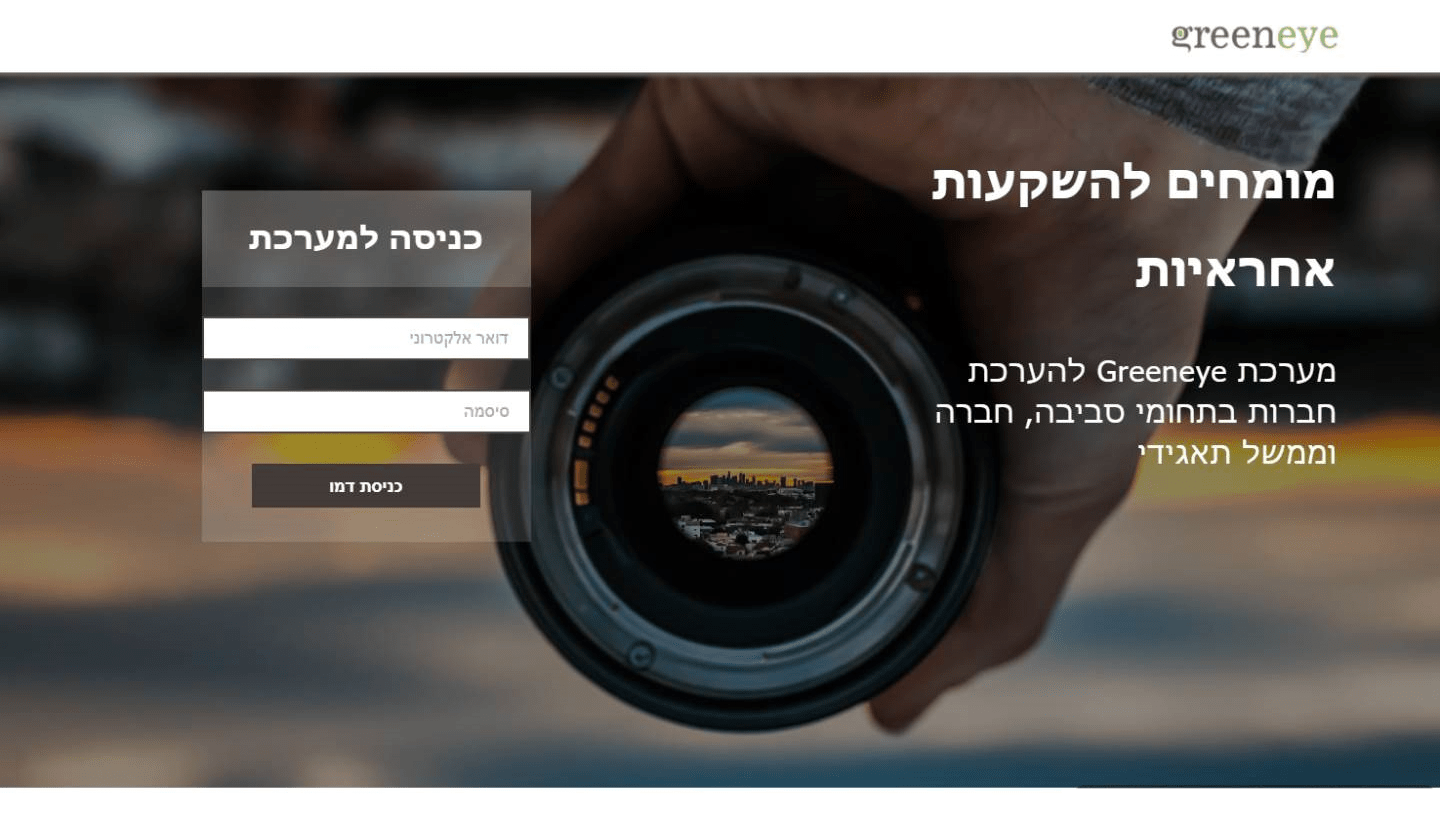 greeneye
מומחים להשקעות
אחראיות
מערכת Greeneye להערכת
חברות בתחומי סביבה, חברה
וממשל תאגידי
כניסה למערכת
דואר אלקטרוני
סיסמה
כניסת דמו